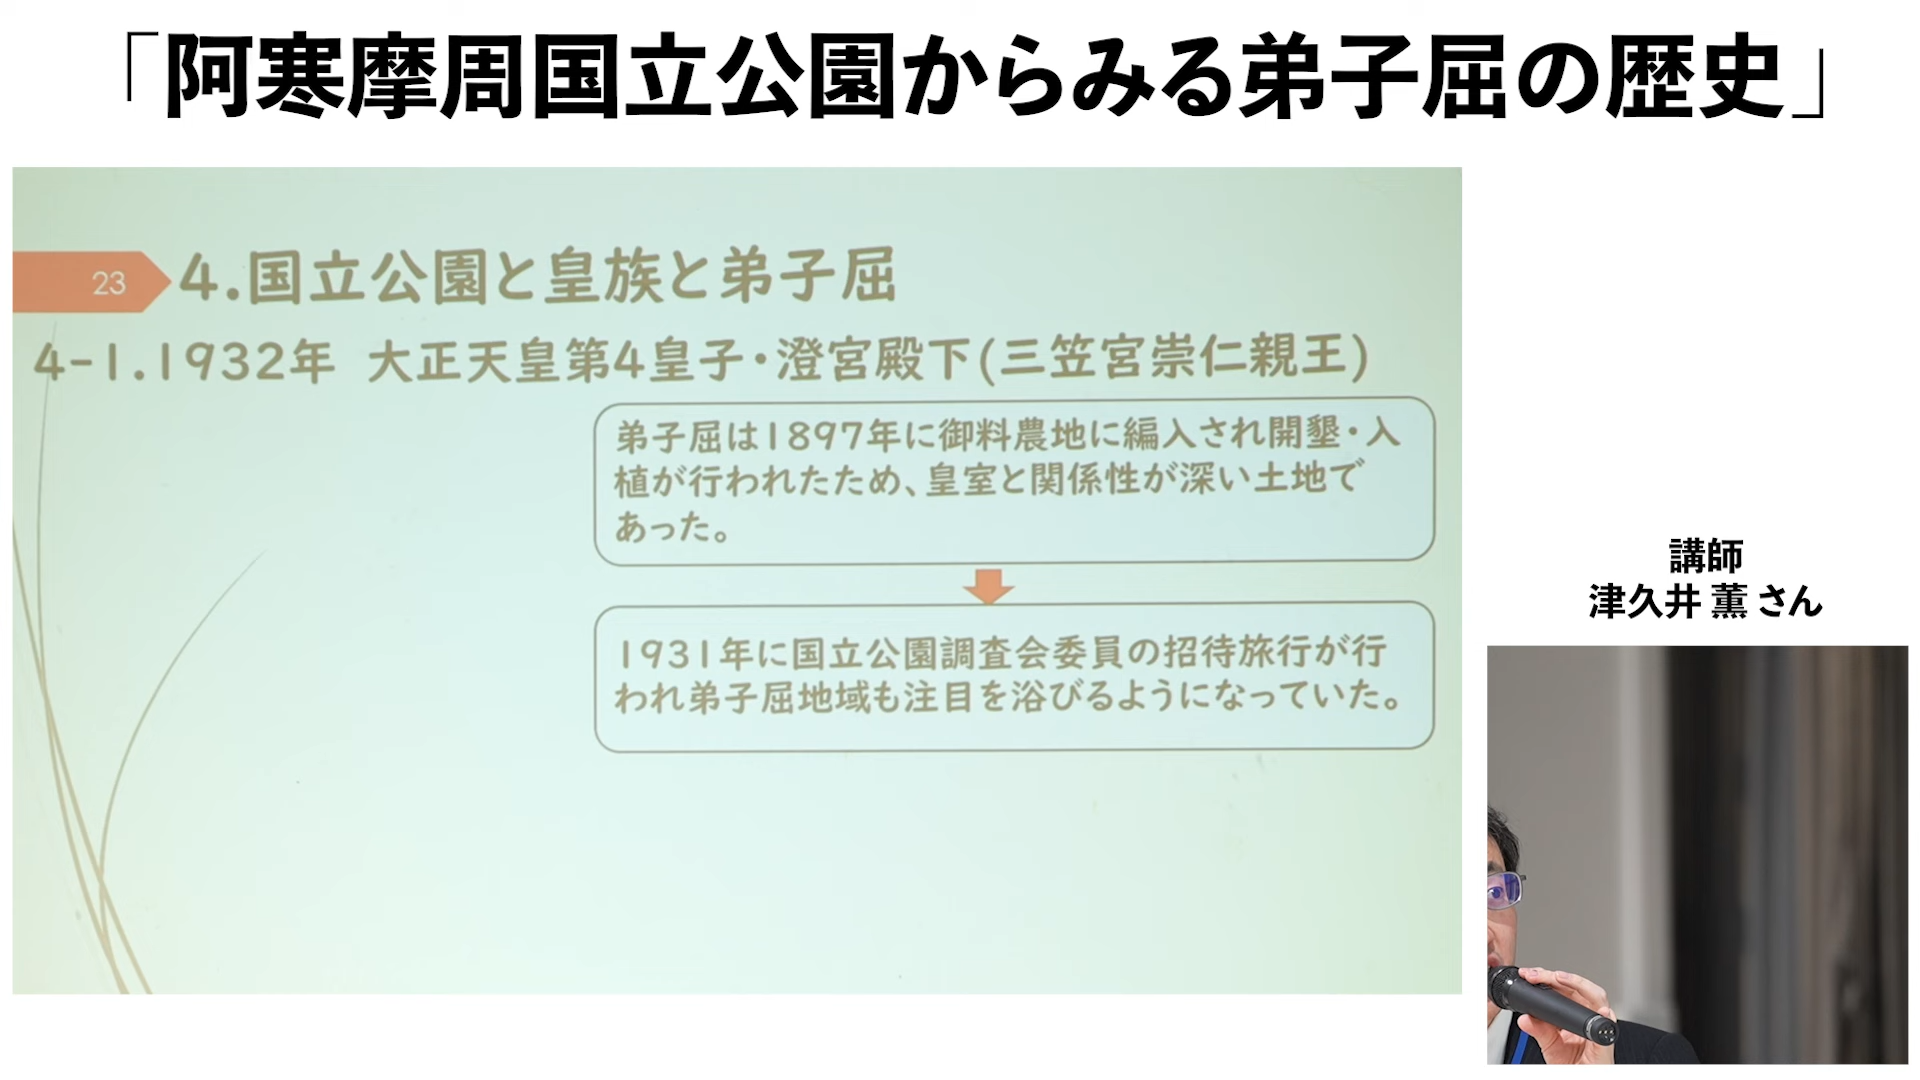 「阿寒摩周国立公園からみる弟子屈の歴史」
23
4.国立公園と皇族と弟子屈
4-1.1932年 大正天皇第4皇子・澄宮殿下(三笠宮崇仁親王)
弟子屈は1897年に御料農地に編入され開墾・入
植が行われたため、皇室と関係性が深い土地で
あった。
1931年に国立公園調査会委員の招待旅行が行
われ弟子屈地域も注目を浴びるようになっていた。
講師
津久井 薫 さん